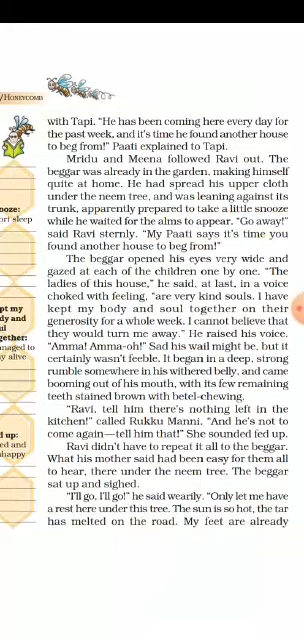 /HONEYCOMB
with Tapi. “He has been coming here every day for
the past week, and it's time he found another house
to beg from!” Paati explained to Tapi.
Mridu and Meena followed Ravi out. The
beggar was already in the garden, making himself
quite at home. He had spread his upper cloth
under the neem tree, and was leaning against its
trunk, apparently prepared to take a little snooze
while he waited for the alms to appear. “Go away!”
said Ravi sternly. “My Paati says it's time you
found another house to beg from!”
The beggar opened his eyes very wide and
gazed at each of the children one by one. “The
ladies of this house,” he said, at last, in a voice
choked with feeling, “are very kind souls. I have
kept my body and soul together on their
generosity for a whole week. I cannot believe that
they would turn me away.” He raised his voice.
“Amma! Amma-oh!” Sad his wail might be, but it
certainly wasn't feeble. It began in a deep, strong
rumble somewhere in his withered belly, and came
booming out of his mouth, with its few remaining
teeth stained brown with betel-chewing.
“Ravi, tell him there's nothing left in the
kitchen!” called Rukku Manni. “And he's not to
come again—tell him that!” She sounded fed up.
Ravi didn't have to repeat it all to the beggar.
What his mother said had been easy for them all
to hear, there under the neem tree. The beggar
sat up and sighed.
“I'll go, I'll go!” he said wearily. “Only let me have
a rest here under this tree. The sun is so hot, the tar
has melted on the road. My feet are already
ooze:
ort sleep
pt my
dy and
ul
gether:
anaged to
y alive
d up:
ed and
happy